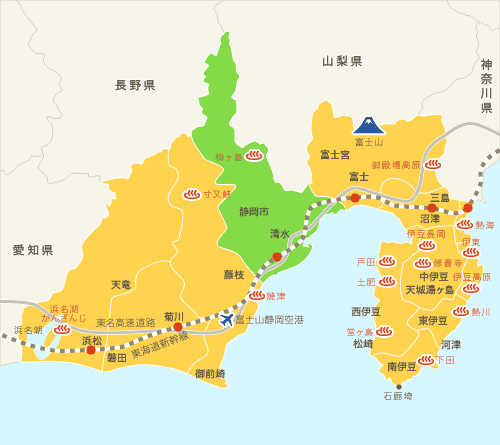 山梨県
神奈川県
長野県
富士山
富士宮
梅ヶ島
御殿場高原
富士
寸又峡
三島
静岡市
沼津
熱海
清水
伊豆長岡
伊東
愛知県
戸田
修善寺
藤枝
中伊豆
伊豆高原
土肥
天城湯ヶ島
天竜
焼津
浜名湖
かんざんじ
西伊豆
熱川
菊川
富士山静岡空港
東伊豆
東名高速道路
浜名湖
堂ヶ島
浜松
松崎
河津
東海道新幹線
磐田
下田
南伊豆
御前崎
石廊埼